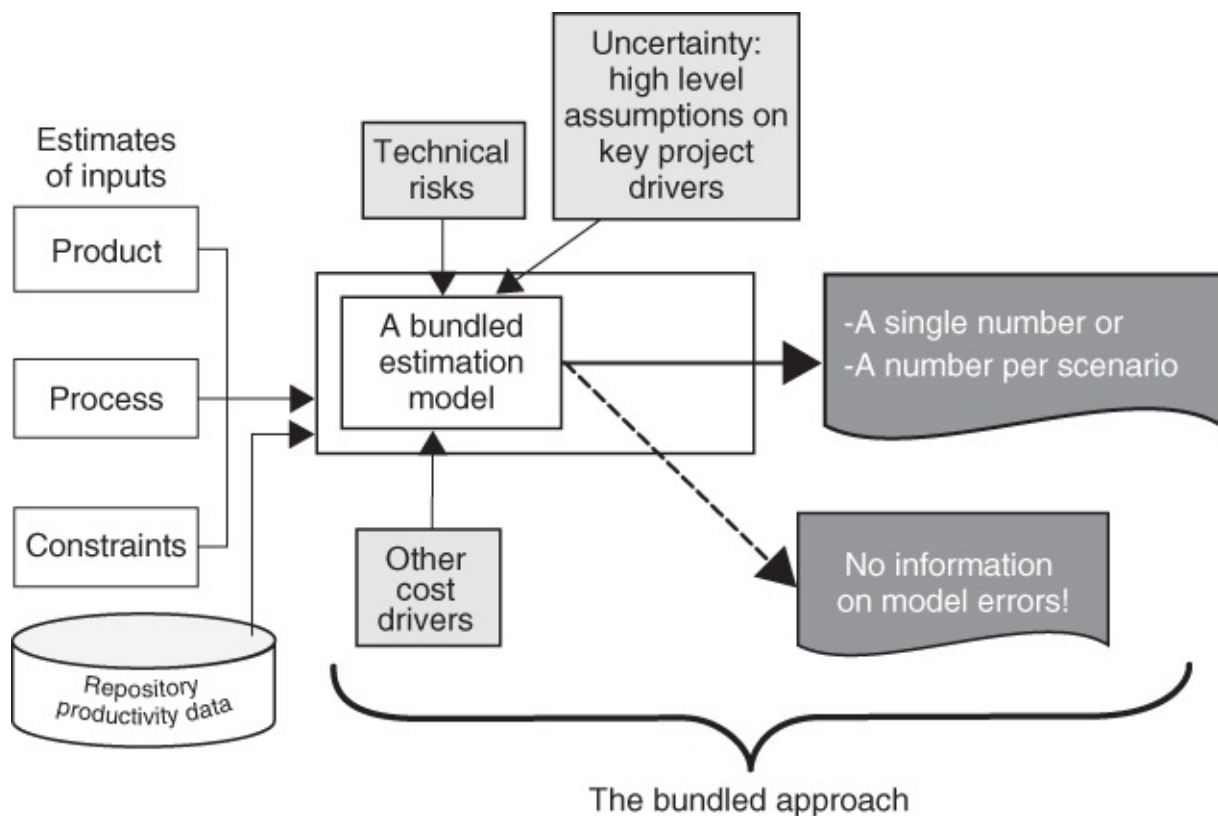 Estimates
of inputs
Product
Process
Constraints
Repository
productivity data
Technical
risks
Uncertainty:
high level
assumptions on
key project
drivers
A bundled
estimation
model
Other
cost
drivers
-A single number or
-A number per scenario
No information
on model errors!
The bundled approach